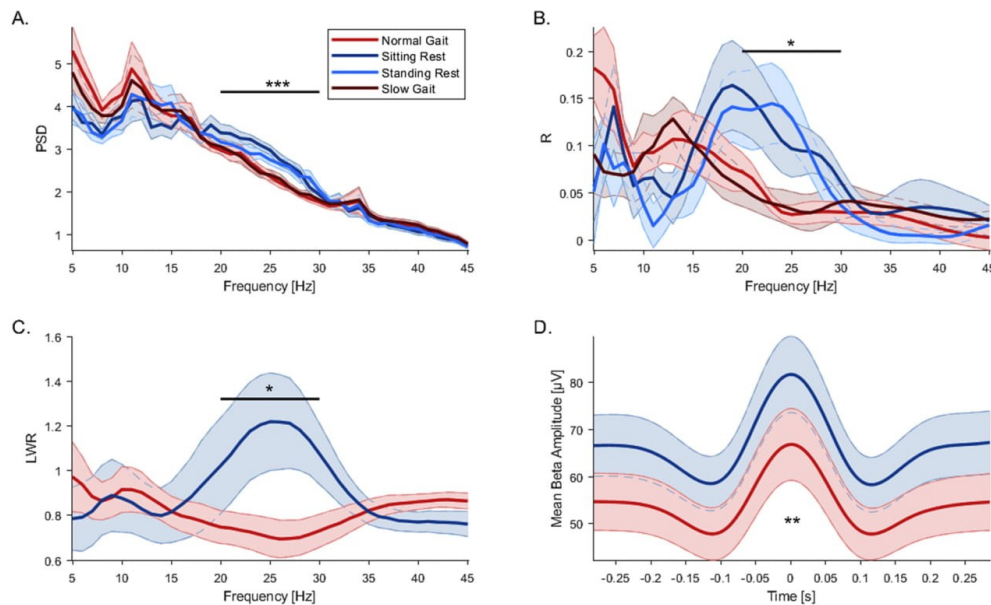 A.
Normal Gait
Sitting Rest
Standing Rest
Slow Gait
***
PSD
5
4
3
2
1
5 10 15 20 25 30 35 40 45
Frequency [Hz]
B.
*
R
0.2
0.15
0.1
0.05
0
5 10 15 20 25 30 35 40 45
Frequency [Hz]
C.
*
LWR
1.6
1.4
1.2
1
0.8
0.6
5 10 15 20 25 30 35 40 45
Frequency [Hz]
D.
**
Mean Beta Amplitude [µV]
80
70
60
50
-0.25 -0.2 -0.15 -0.1 -0.05 0 0.05 0.1 0.15 0.2 0.25
Time [s]